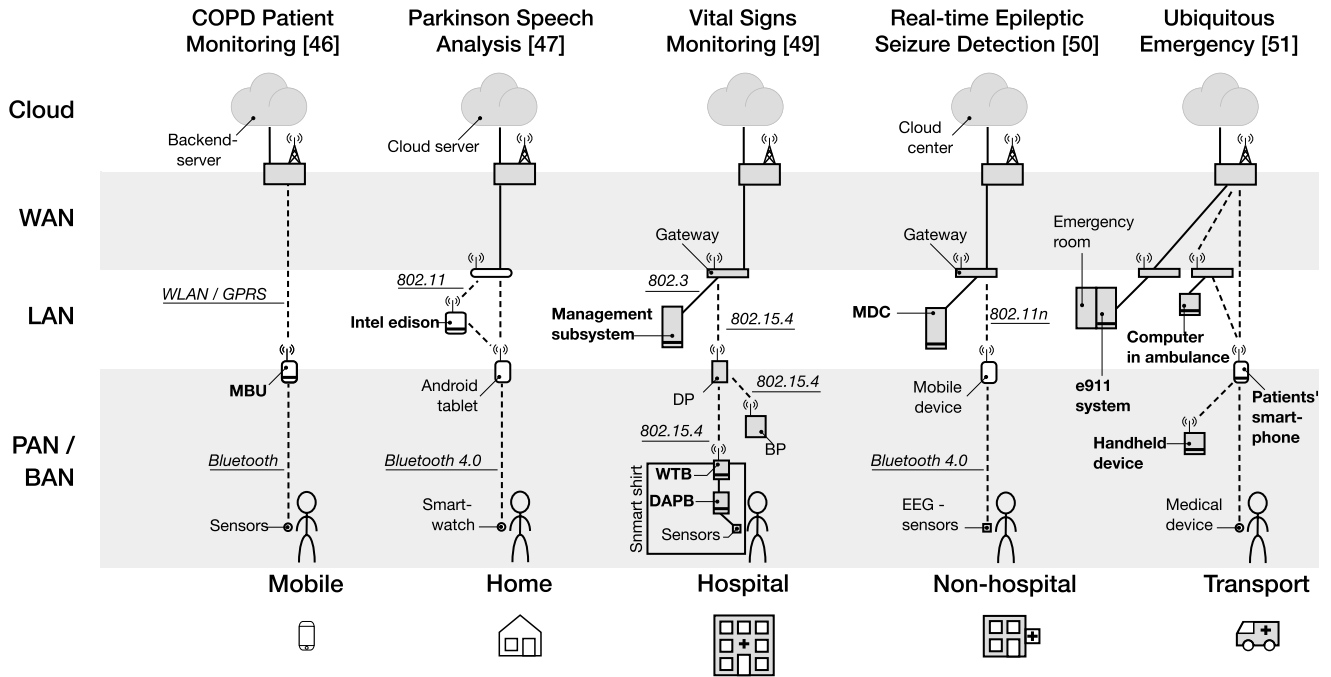 COPD Patient
Monitoring [46]
Parkinson Speech
Analysis [47]
Vital Signs
Monitoring [49]
Real-time Epileptic
Seizure Detection [50]
Ubiquitous
Emergency [51]
Cloud
Backend-
server
Cloud server
Cloud
center
WAN
Gateway
Gateway
Emergency
room
LAN
WLAN / GPRS
802.11
Intel edison
802.3
Management
subsystem
802.15.4
MDC
802.11n
Computer
in ambulance
e911
system
PAN /
BAN
MBU
Bluetooth
Sensors
Android
tablet
Bluetooth 4.0
Smart-
watch
DP
802.15.4
BP
802.15.4
Snmart shirt
WTB
DAPB
Sensors
Mobile
device
Bluetooth 4.0
EEG -
sensors
Patients'
smart-
phone
Handheld
device
Medical
device
Mobile
Home
Hospital
Non-hospital
Transport